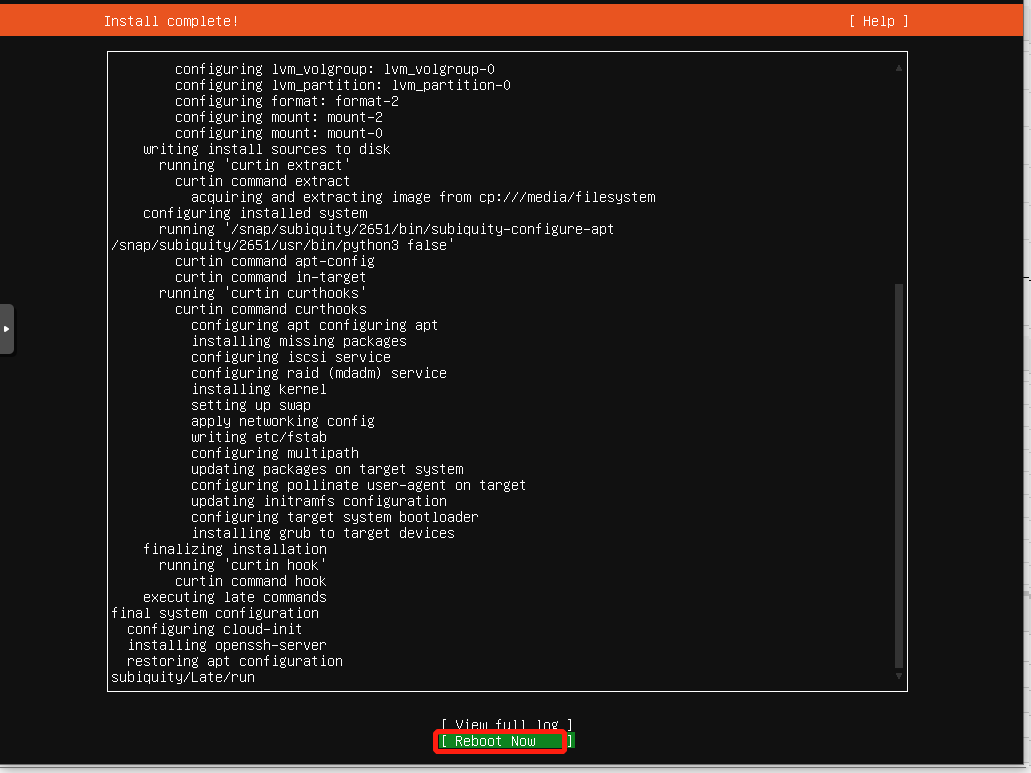 Install complete! [ Help ]
configuring lvm_volgroup: lvm_volgroup-0
configuring lvm_partition: lvm_partition-0
configuring format: format-2
configuring mount: mount-2
configuring mount: mount-0
writing install sources to disk
running 'curtin extract'
curtin command extract
acquiring and extracting image from cp:///media/filesystem
configuring installed system
running '/snap/subiquity/2651/bin/subiquity-configure-apt
/snap/subiquity/2651/usr/bin/python3 false'
curtin command apt-config
curtin command in-target
running 'curtin curthooks'
curtin command curthooks
configuring apt configuring apt
installing missing packages
configuring iscsi service
configuring raid (mdadm) service
installing kernel
setting up swap
apply networking config
writing etc/fstab
configuring multipath
updating packages on target system
configuring pollinate user-agent on target
updating initramfs configuration
configuring target system bootloader
installing grub to target devices
finalizing installation
running 'curtin hook'
curtin command hook
executing late commands
final system configuration
configuring cloud-init
installing openssh-server
restoring apt configuration
subiquity/Late/run
[ View full log ]
[ Reboot Now ]